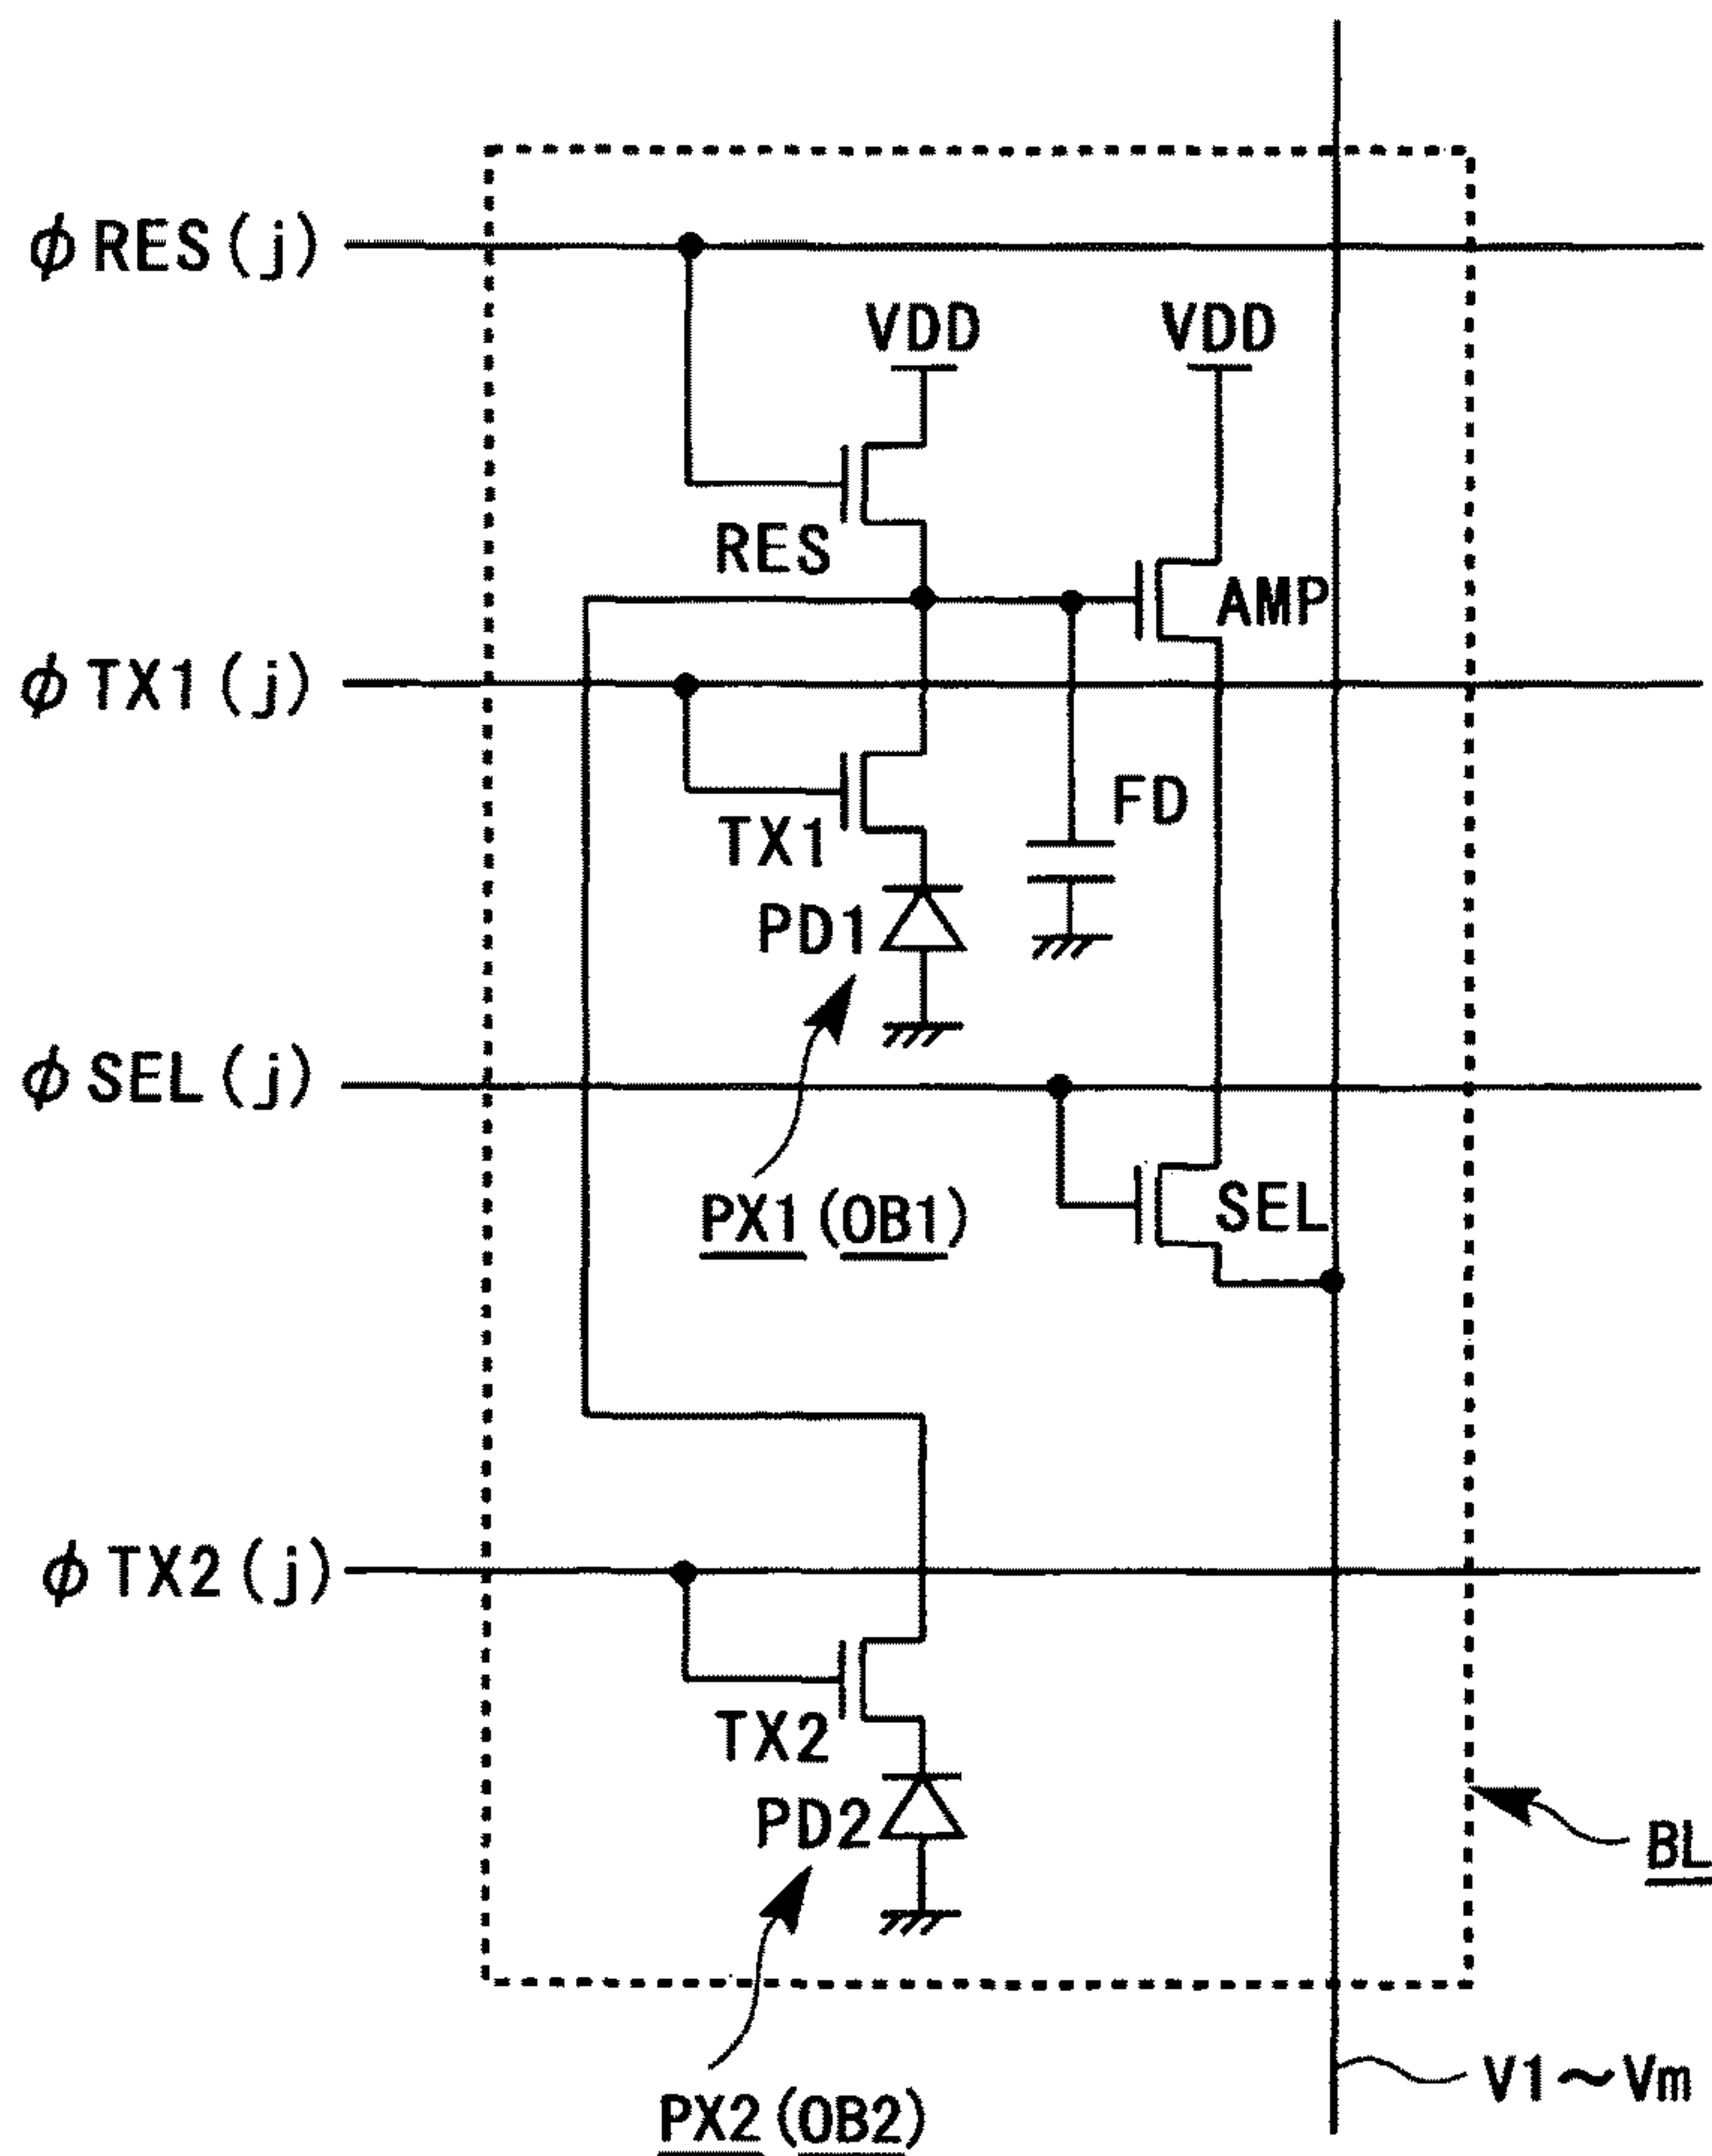 φRES(j)
VDD
VDD
RES
AMP
φTX1(j)
FD
TX1
PD1
φSEL(j)
PX1(OB1)
SEL
φTX2(j)
TX2
PD2
BL
V1~Vm
PX2(OB2)